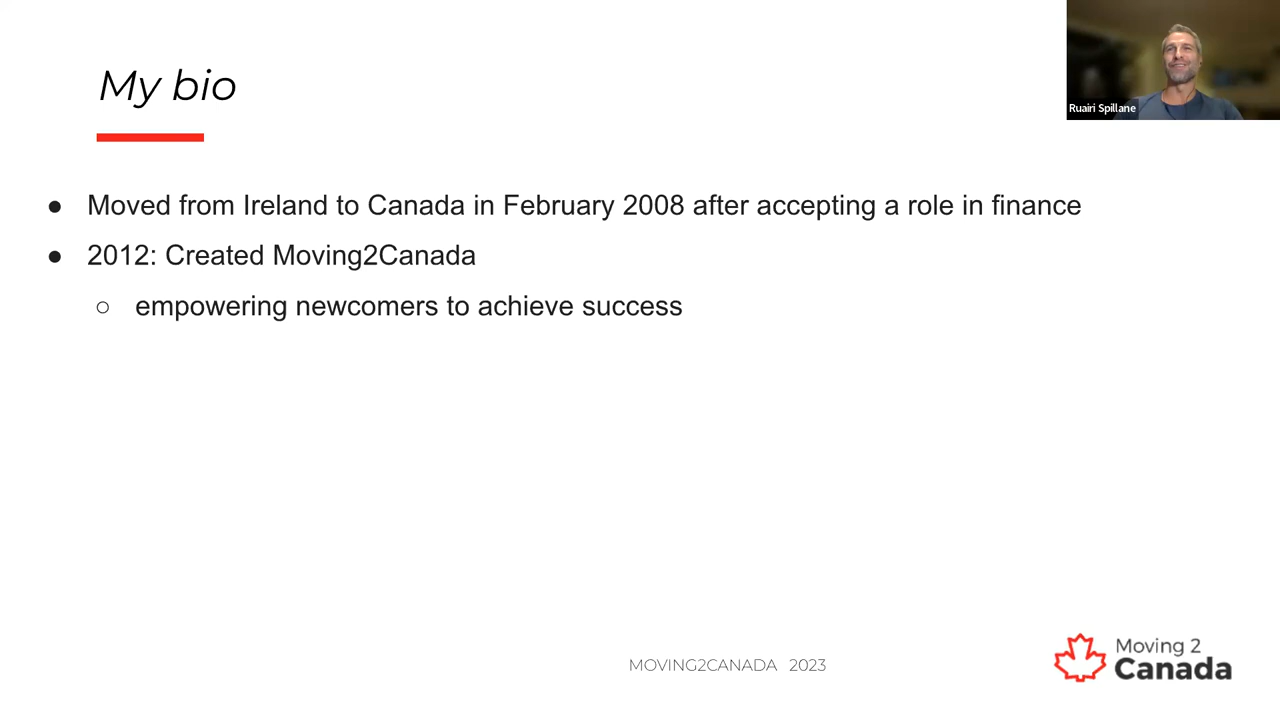 My bio
Ruairi Spillane
● Moved from Ireland to Canada in February 2008 after accepting a role in finance
● 2012: Created Moving2Canada
○ empowering newcomers to achieve success
MOVING2CANADA 2023
Moving 2
Canada